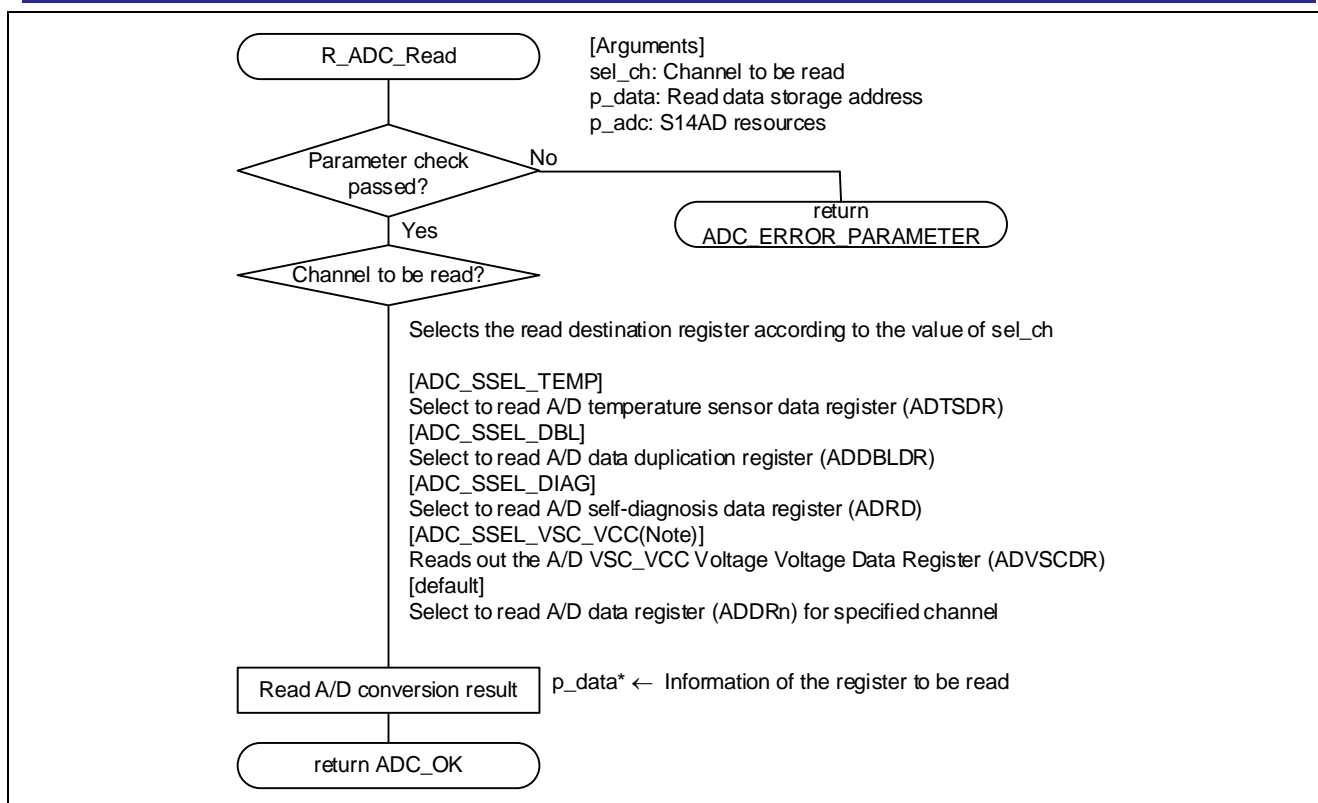 R_ADC_Read
[Arguments]
sel_ch: Channel to be read
p_data: Read data storage address
p_adc: S14AD resources
Parameter check
passed?
No
return
ADC_ERROR_PARAMETER
Yes
Channel to be read?
Selects the read destination register according to the value of sel_ch
[ADC_SSEL_TEMP]
Select to read A/D temperature sensor data register (ADTSDR)
[ADC_SSEL_DBL]
Select to read A/D data duplication register (ADDBLDR)
[ADC_SSEL_DIAG]
Select to read A/D self-diagnosis data register (ADRD)
[ADC_SSEL_VSC_VCC(Note)]
Reads out the A/D VSC_VCC Voltage Voltage Data Register (ADVSCDR)
[default]
Select to read A/D data register (ADDRn) for specified channel
Read A/D conversion result
p_data* ← Information of the register to be read
return ADC_OK